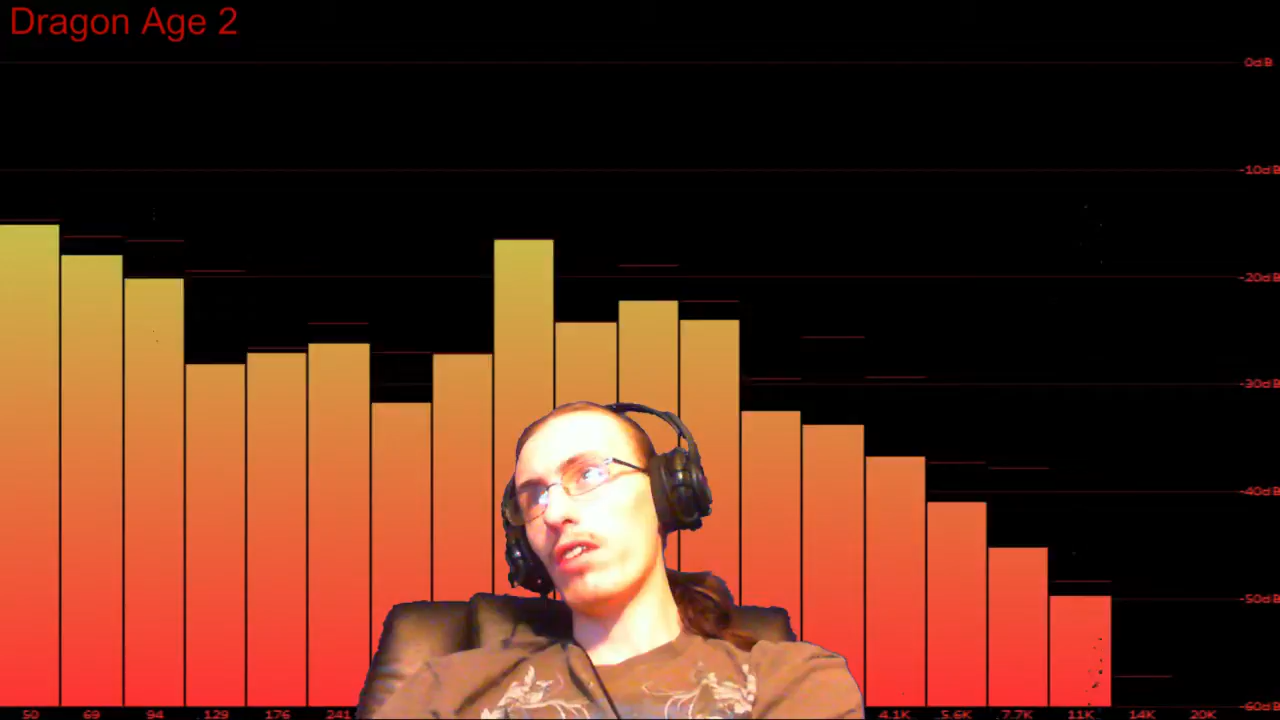 Dragon Age 2
0dB
-10dB
-20dB
-30dB
-40dB
-50dB
-60dB
50 69 94 129 176 241 4.1K 5.6K 7.7K 11K 14K 20K